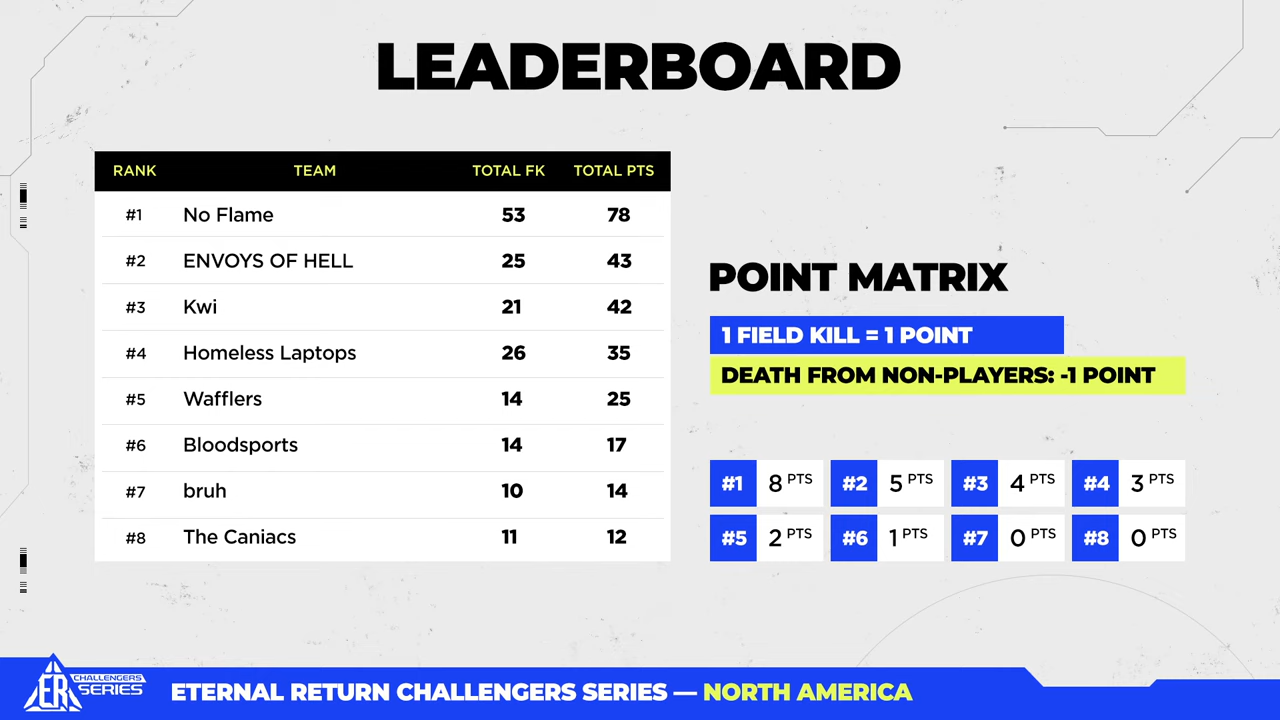 LEADERBOARD
RANK TEAM TOTAL FK TOTAL PTS
#1 No Flame 53 78
#2 ENVOYS OF HELL 25 43
#3 Kwi 21 42
#4 Homeless Laptops 26 35
#5 Wafflers 14 25
#6 Bloodsports 14 17
#7 bruh 10 14
#8 The Caniacs 11 12
POINT MATRIX
1 FIELD KILL = 1 POINT
DEATH FROM NON-PLAYERS: -1 POINT
#1 8 PTS #2 5 PTS #3 4 PTS #4 3 PTS
#5 2 PTS #6 1 PTS #7 0 PTS #8 0 PTS
ER CHALLENGERS SERIES
ETERNAL RETURN CHALLENGERS SERIES — NORTH AMERICA